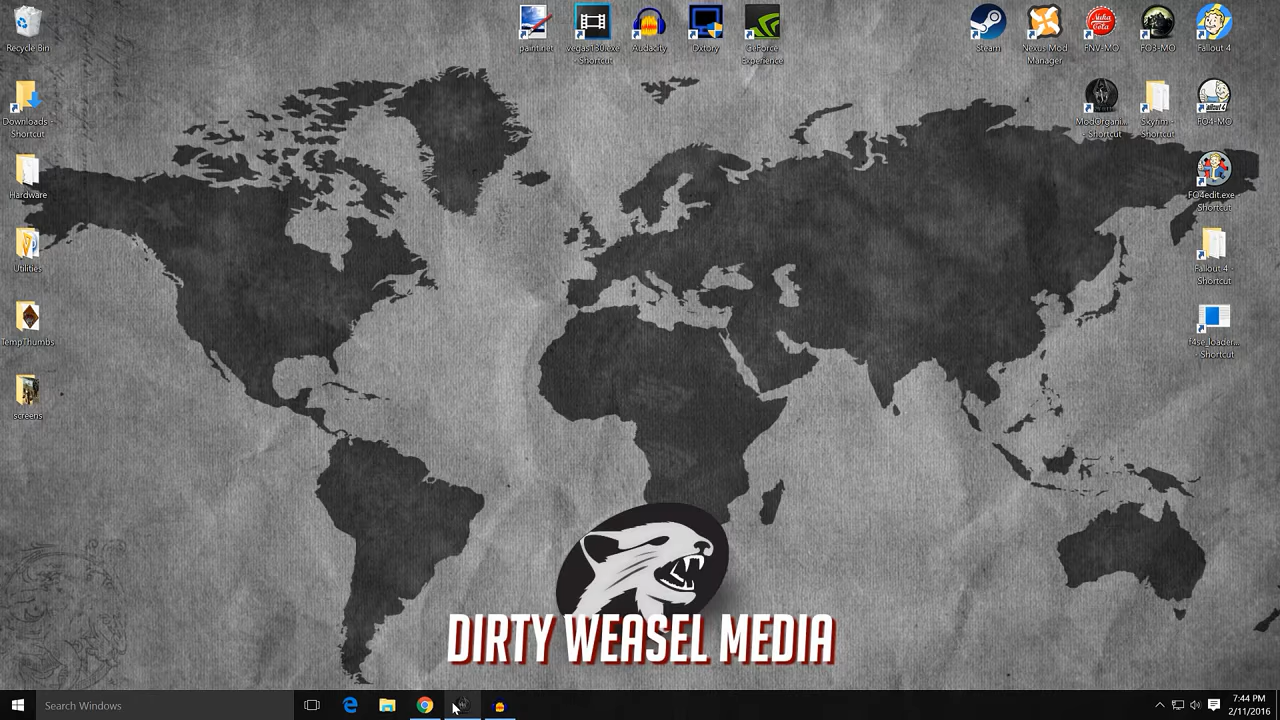 Recycle Bin
paint.net
vegas130.exe
- Shortcut
Audacity
Dxtory
GeForce
Experience
Steam
Nexus Mod
Manager
FNV-MO
FO3-MO
Fallout 4
Downloads -
Shortcut
ModOrgani...
- Shortcut
Skyrim -
Shortcut
FO4-MO
Hardware
FO4edit.exe -
Shortcut
Utilities
Fallout 4 -
Shortcut
TempThumbs
f4se_loader...
- Shortcut
screens
DIRTY WEASEL MEDIA
Search Windows
7:44 PM
2/11/2016